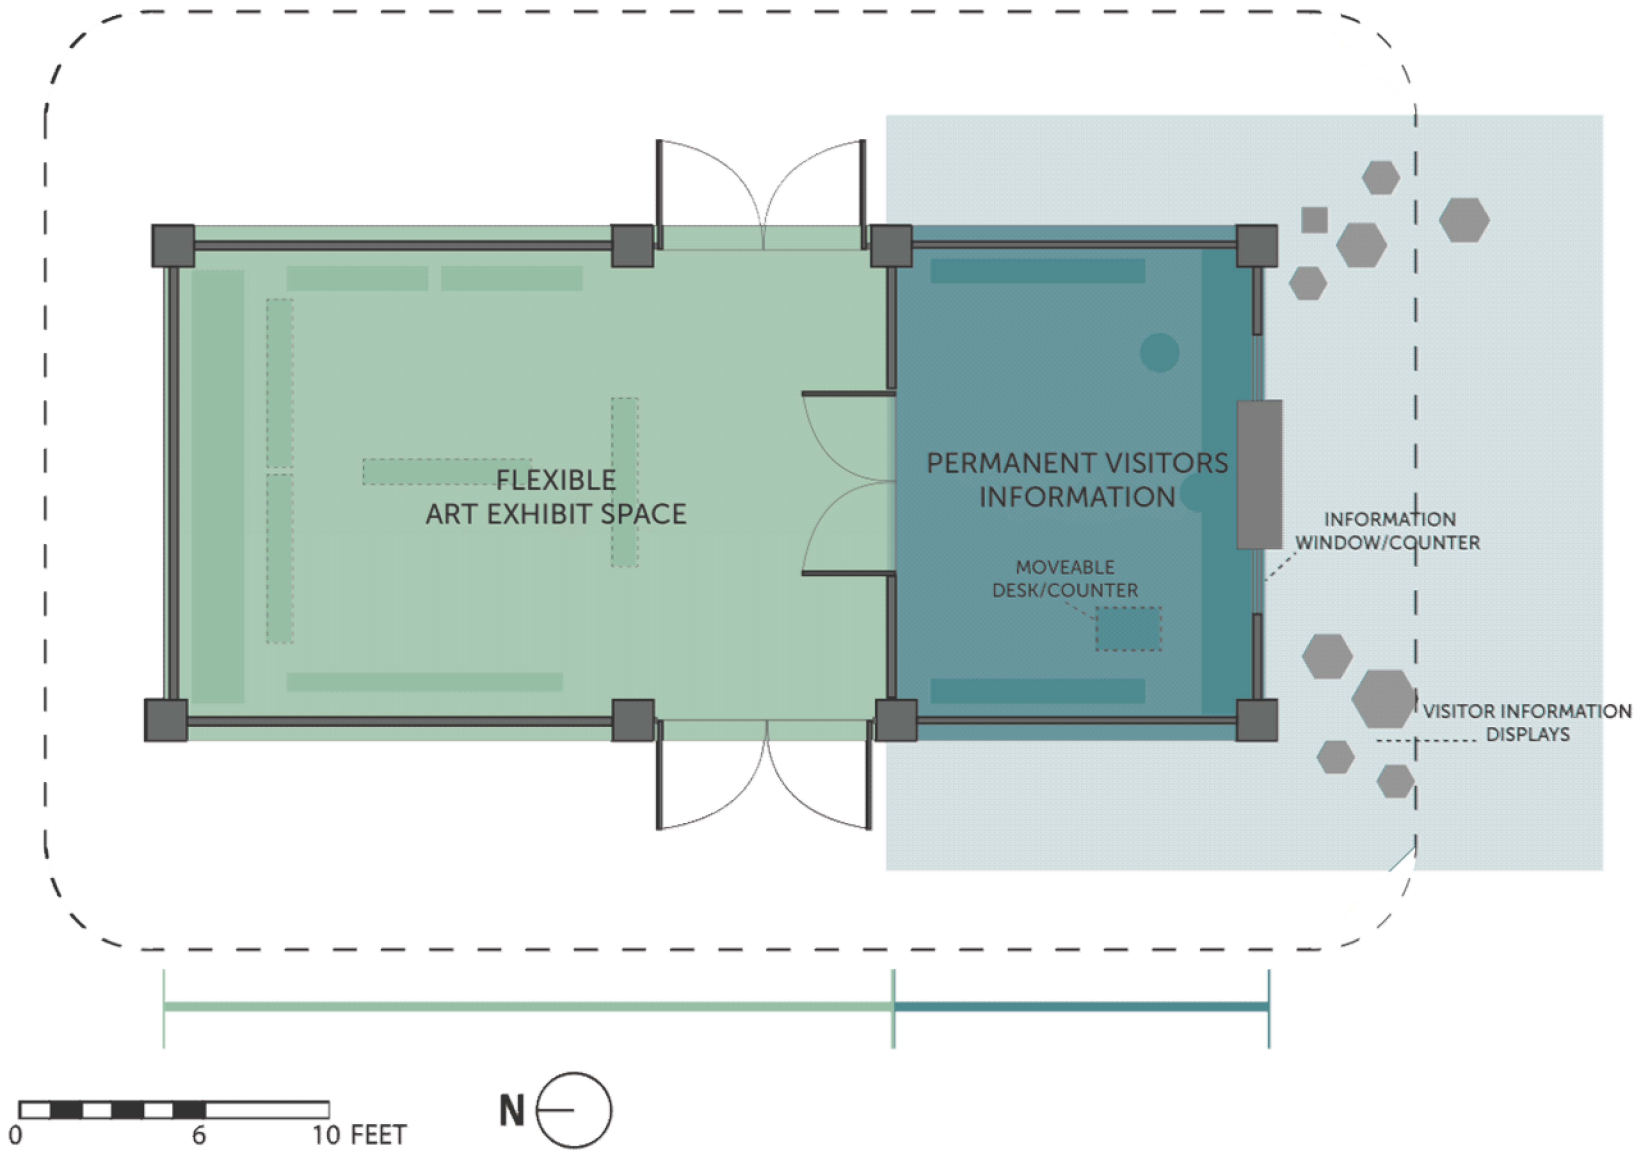 FLEXIBLE
ART EXHIBIT SPACE
PERMANENT VISITORS
INFORMATION
MOVEABLE
DESK/COUNTER
INFORMATION
WINDOW/COUNTER
VISITOR INFORMATION
DISPLAYS
0 6 10 FEET
N